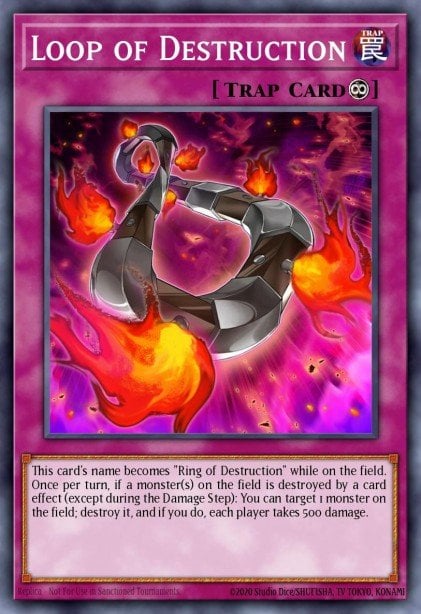 LOOP OF DESTRUCTION
TRAP
罠
[TRAP CARD♾]
This card's name becomes "Ring of Destruction" while on the field.
Once per turn, if a monster(s) on the field is destroyed by a card
effect (except during the Damage Step): You can target 1 monster on
the field; destroy it, and if you do, each player takes 500 damage.
Replica - Not For Use in Sanctioned Tournaments
©2020 Studio Dice/SHUEISHA, TV TOKYO, KONAMI